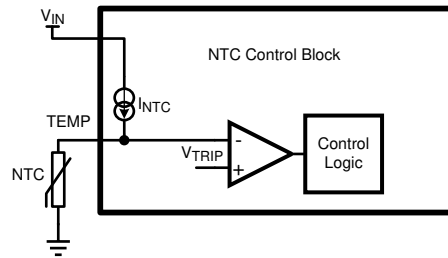 VIN
NTC Control Block
INTC
TEMP
VTRIP
-
+
Control
Logic
NTC